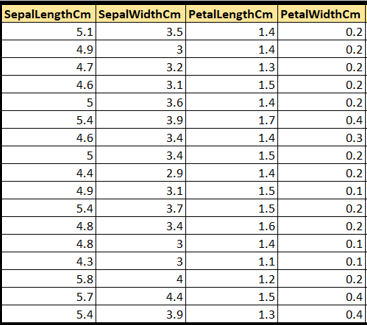 SepalLengthCm SepalWidthCm PetalLengthCm PetalWidthCm
5.1 3.5 1.4 0.2
4.9 3 1.4 0.2
4.7 3.2 1.3 0.2
4.6 3.1 1.5 0.2
5 3.6 1.4 0.2
5.4 3.9 1.7 0.4
4.6 3.4 1.4 0.3
5 3.4 1.5 0.2
4.4 2.9 1.4 0.2
4.9 3.1 1.5 0.1
5.4 3.7 1.5 0.2
4.8 3.4 1.6 0.2
4.8 3 1.4 0.1
4.3 3 1.1 0.1
5.8 4 1.2 0.2
5.7 4.4 1.5 0.4
5.4 3.9 1.3 0.4